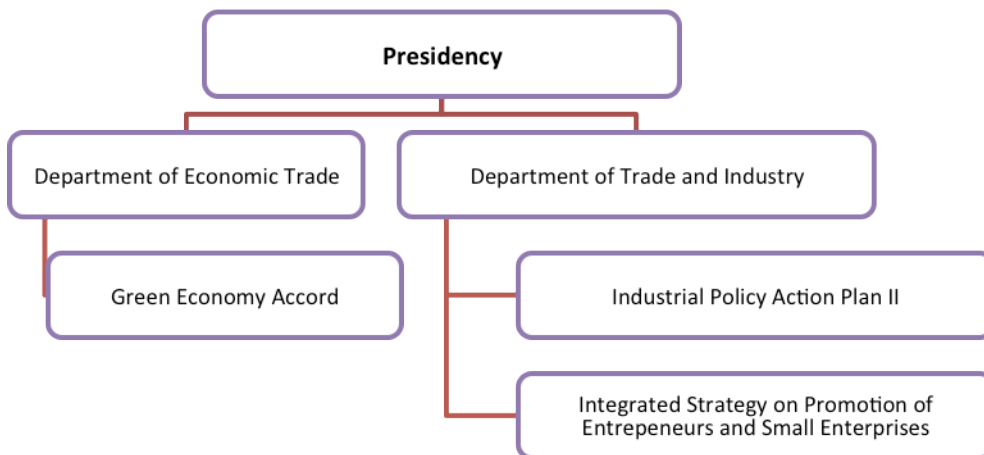 Presidency
Department of Economic Trade
Department of Trade and Industry
Green Economy Accord
Industrial Policy Action Plan II
Integrated Strategy on Promotion of
Entrepeneurs and Small Enterprises